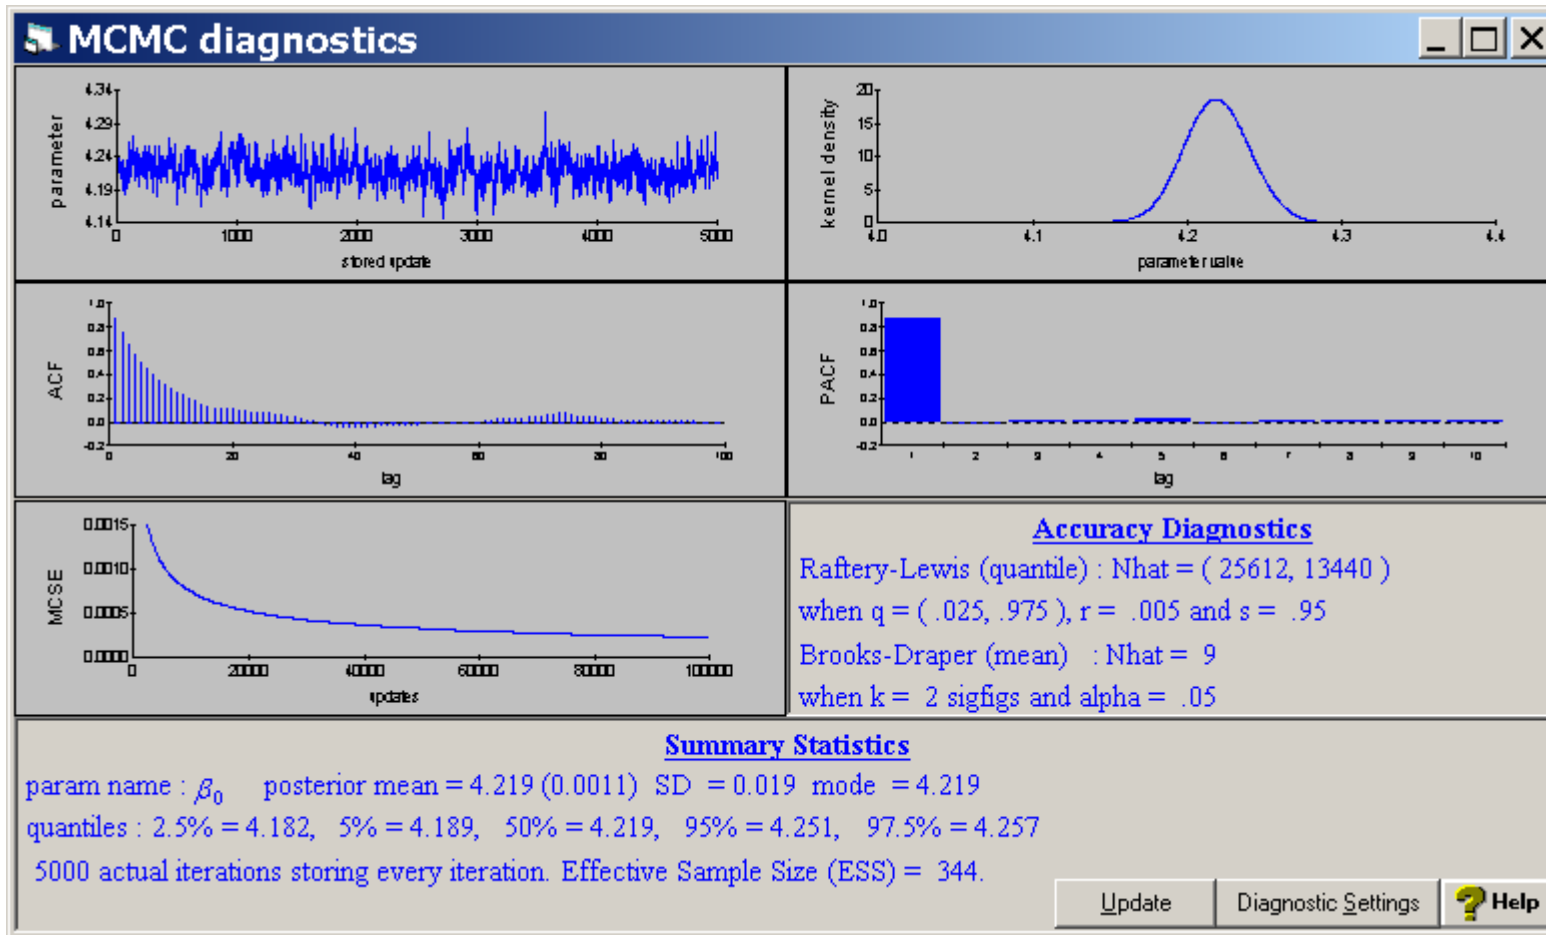 MCMC diagnostics
parameter
4.34
4.29
4.24
4.19
4.14
0 1000 2000 3000 4000 5000
stored update
kernel density
20
15
10
5
0
4.0 4.1 4.2 4.3 4.4
parameter value
ACF
1.0
0.8
0.6
0.4
0.2
0.0
-0.2
0 20 40 60 80 100
lag
PACF
1.0
0.8
0.6
0.4
0.2
0.0
-0.2
1 2 3 4 5 6 7 8 9 10
lag
MCSE
0.0015
0.0010
0.0005
0.0000
0 20000 40000 60000 80000 100000
updates
Accuracy Diagnostics
Raftery-Lewis (quantile) : Nhat = ( 25612, 13440 )
when q = ( .025, .975 ), r = .005 and s = .95
Brooks-Draper (mean) : Nhat = 9
when k = 2 sigfigs and alpha = .05
Summary Statistics
param name : β₀ posterior mean = 4.219 (0.0011) SD = 0.019 mode = 4.219
quantiles : 2.5% = 4.182, 5% = 4.189, 50% = 4.219, 95% = 4.251, 97.5% = 4.257
5000 actual iterations storing every iteration. Effective Sample Size (ESS) = 344.
Update Diagnostic Settings Help